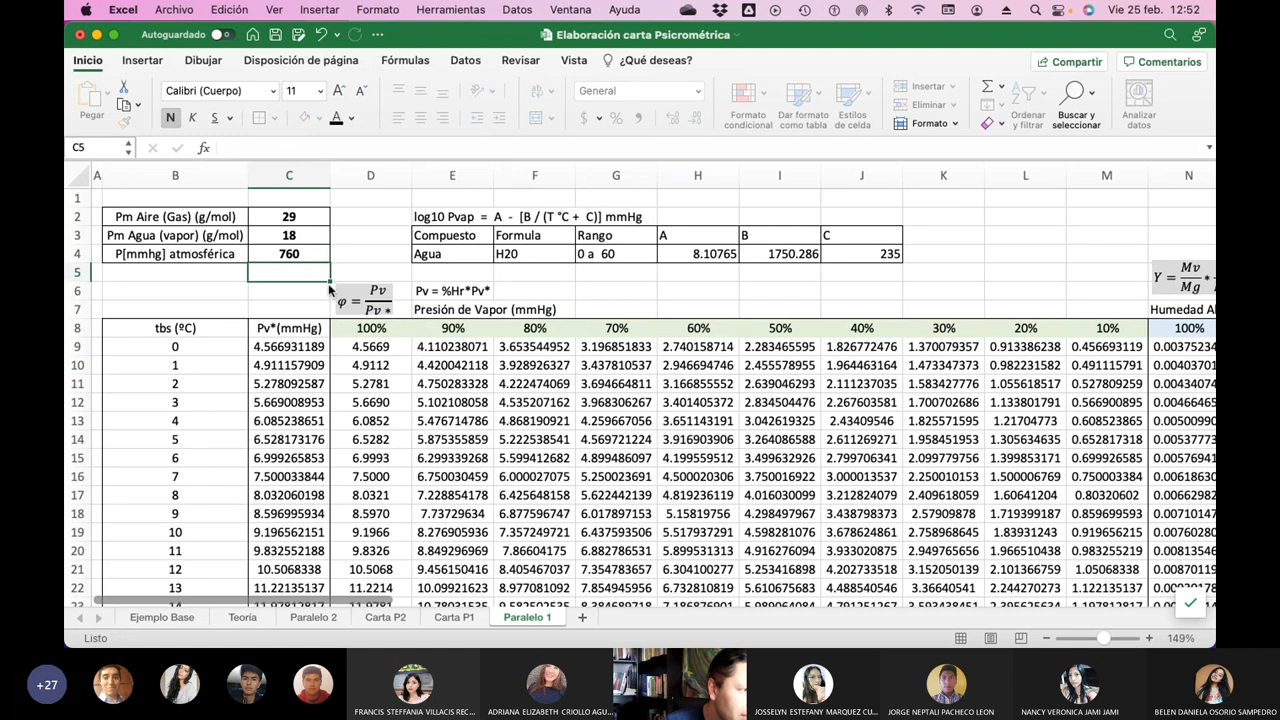 Excel Archivo Edición Ver Insertar Formato Herramientas Datos Ventana Ayuda Vie 25 feb. 12:52
Autoguardado Elaboración carta Psicrométrica
Inicio Insertar Dibujar Disposición de página Fórmulas Datos Revisar Vista ¿Qué deseas? Compartir Comentarios
Pegar Calibri (Cuerpo) 11 General Formato condicional Dar formato como tabla Estilos de celda Insertar Eliminar Formato Ordenar y filtrar Buscar y seleccionar Analizar datos
N K S
C5 fx
A B C D E F G H I J K L M N
1
2 Pm Aire (Gas) (g/mol) 29 log10 Pvap = A - [B / (T °C + C)] mmHg
3 Pm Agua (vapor) (g/mol) 18 Compuesto Formula Rango A B C
4 P[mmhg] atmosférica 760 Agua H20 0 a 60 8.10765 1750.286 235
5
6 φ = Pv / Pv * Pv = %Hr*Pv* Y = Mv / Mg *
7 Presión de Vapor (mmHg)
8 tbs (ºC) Pv*(mmHg) 100% 90% 80% 70% 60% 50% 40% 30% 20% 10% 100%
9 0 4.566931189 4.5669 4.110238071 3.653544952 3.196851833 2.740158714 2.283465595 1.826772476 1.370079357 0.913386238 0.456693119 0.00375234
10 1 4.911157909 4.9112 4.420042118 3.928926327 3.437810537 2.946694746 2.455578955 1.964463164 1.473347373 0.982231582 0.491115791 0.00403701
11 2 5.278092587 5.2781 4.750283328 4.222474069 3.694664811 3.166855552 2.639046293 2.111237035 1.583427776 1.055618517 0.527809259 0.00434074
12 3 5.669008953 5.6690 5.102108058 4.535207162 3.968306267 3.401405372 2.834504476 2.267603581 1.700702686 1.133801791 0.566900895 0.00466465
13 4 6.085238651 6.0852 5.476714786 4.868190921 4.259667056 3.651143191 3.042619325 2.43409546 1.825571595 1.21704773 0.608523865 0.00500990
14 5 6.528173176 6.5282 5.875355859 5.222538541 4.569721224 3.916903906 3.264086588 2.611269271 1.958451953 1.305634635 0.652817318 0.00537773
15 6 6.999265853 6.9993 6.299339268 5.599412682 4.899486097 4.199559512 3.499632926 2.799706341 2.099779756 1.399853171 0.699926585 0.00576941
16 7 7.500033844 7.5000 6.750030459 6.000027075 5.250023691 4.500020306 3.750016922 3.000013537 2.250010153 1.500006769 0.750003384 0.00618630
17 8 8.032060198 8.0321 7.228854178 6.425648158 5.622442139 4.819236119 4.016030099 3.212824079 2.409618059 1.60641204 0.80320602 0.00662982
18 9 8.596995934 8.5970 7.73729634 6.877596747 6.017897153 5.15819756 4.298497967 3.438798373 2.57909878 1.719399187 0.859699593 0.00710147
19 10 9.196562151 9.1966 8.276905936 7.357249721 6.437593506 5.517937291 4.598281076 3.678624861 2.758968645 1.83931243 0.919656215 0.00760280
20 11 9.832552188 9.8326 8.849296969 7.86604175 6.882786531 5.899531313 4.916276094 3.933020875 2.949765656 1.966510438 0.983255219 0.00813546
21 12 10.5068338 10.5068 9.456150416 8.405467037 7.354783657 6.304100277 5.253416898 4.202733518 3.152050139 2.101366759 1.05068338 0.00870119
22 13 11.22135137 11.2214 10.09921623 8.977081092 7.854945956 6.732810819 5.610675683 4.488540546 3.36640541 2.244270273 1.122135137
Ejemplo Base Teoría Paralelo 2 Carta P2 Carta P1 Paralelo 1 +
Listo 149%
+27 FRANCIS STEFFANIA VILLACIS REC... ADRIANA ELIZABETH CRIOLLO AGU... JOSSELYN ESTEFANY MARQUEZ CU... JORGE NEPTALI PACHECO LEON NANCY VERONICA JAMI JAMI BELEN DANIELA OSORIO SAMPEDRO